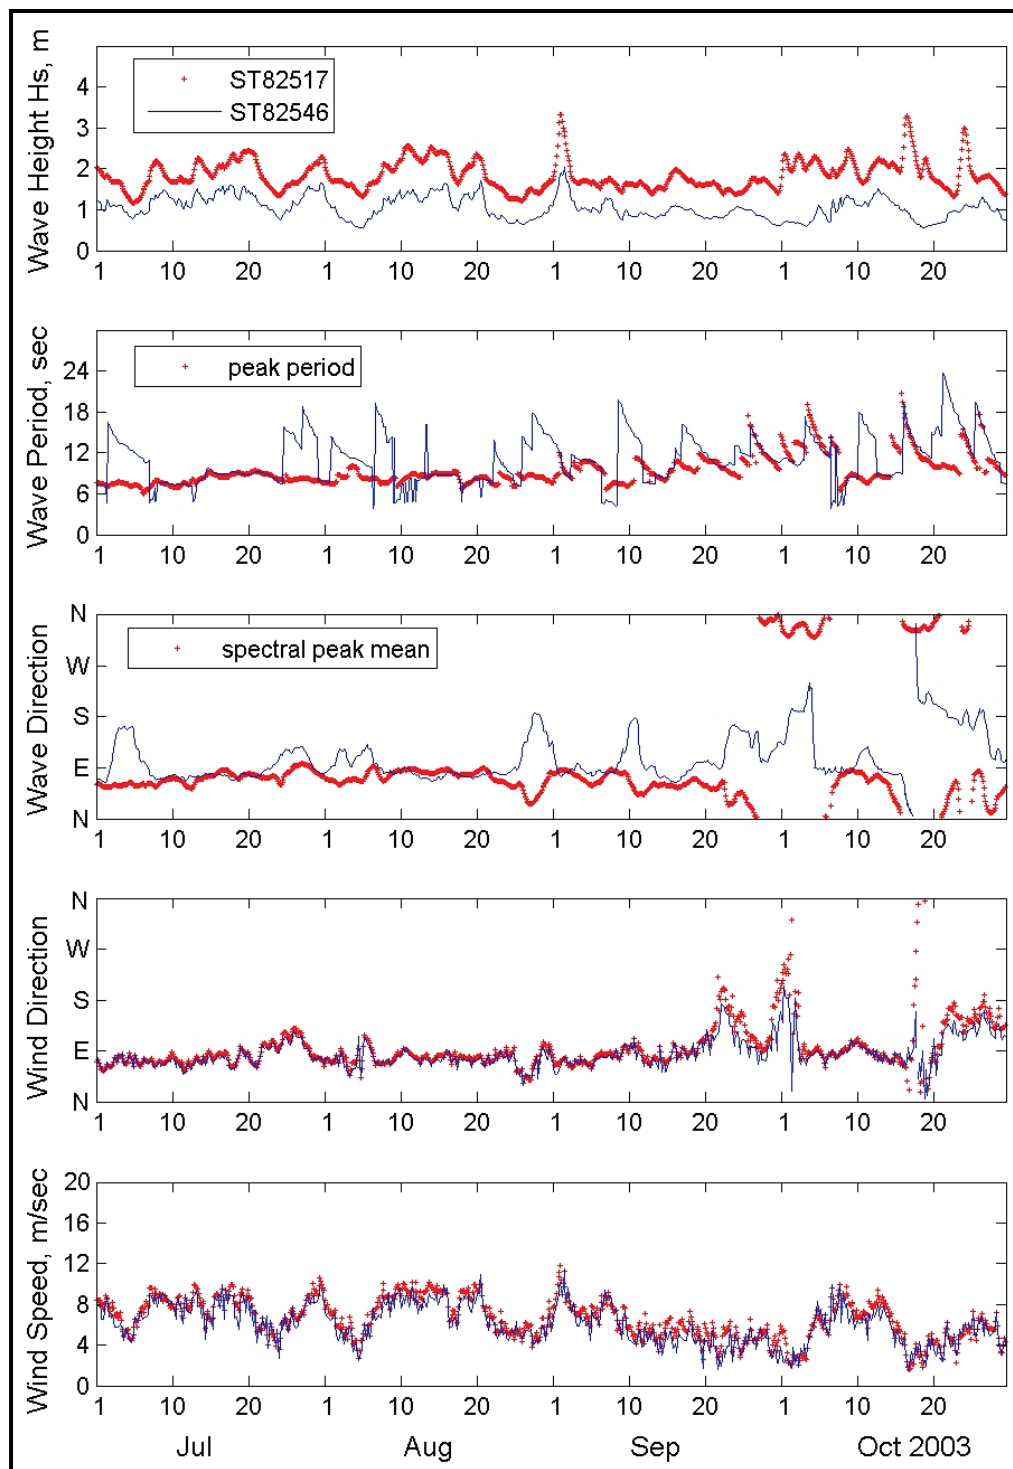 Wave Height Hs, m
4
3
2
1
0
ST82517
ST82546
1 10 20 1 10 20 1 10 20 1 10 20
Wave Period, sec
24
18
12
6
0
peak period
1 10 20 1 10 20 1 10 20 1 10 20
Wave Direction
N
W
S
E
N
spectral peak mean
1 10 20 1 10 20 1 10 20 1 10 20
Wind Direction
N
W
S
E
N
1 10 20 1 10 20 1 10 20 1 10 20
Wind Speed, m/sec
20
16
12
8
4
0
1 10 20 1 10 20 1 10 20 1 10 20
Jul Aug Sep Oct 2003